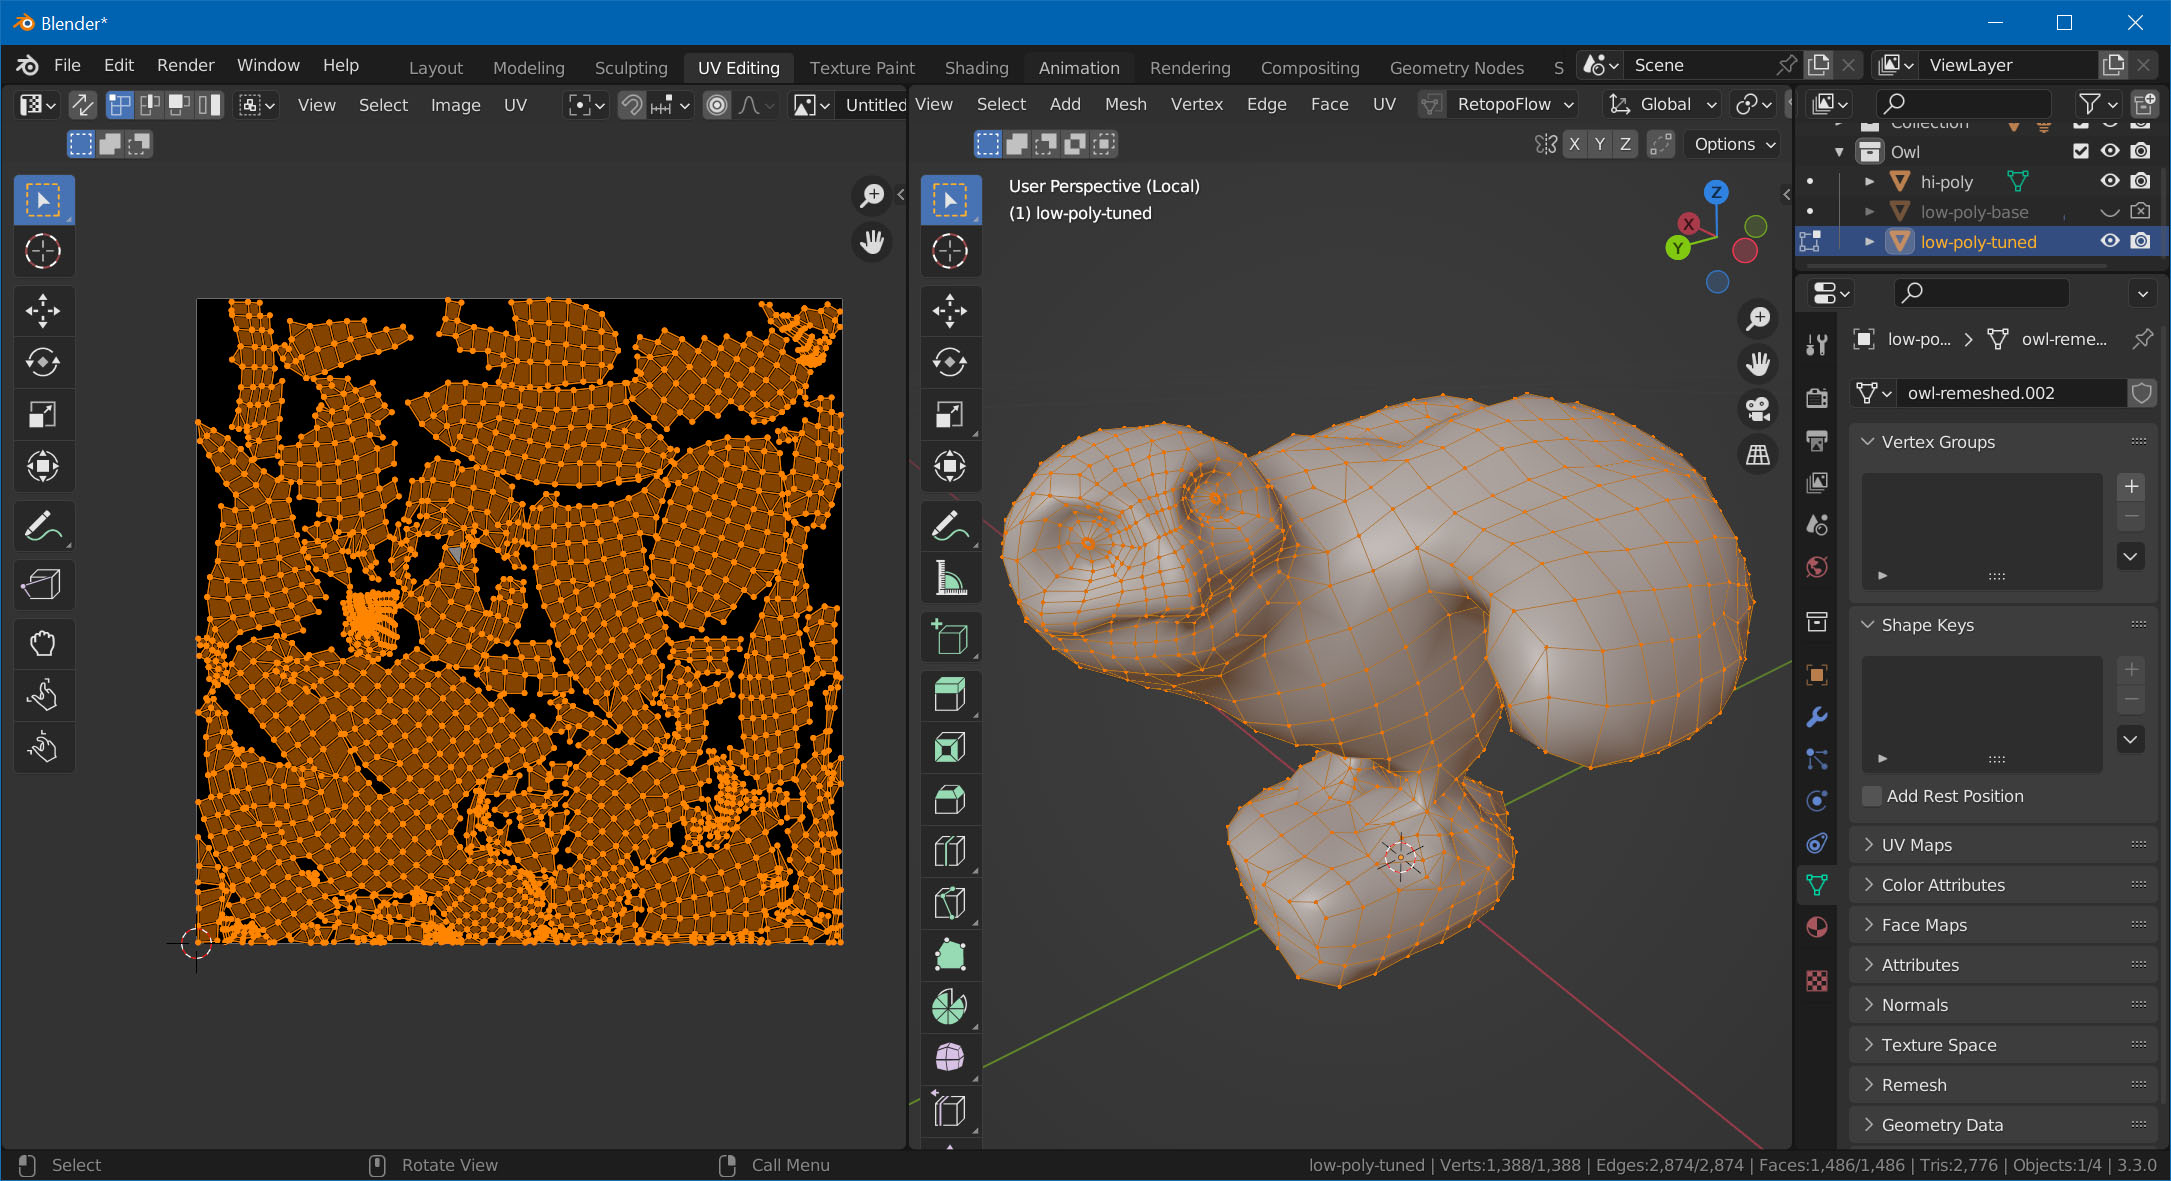 Blender*
File Edit Render Window Help
Layout Modeling Sculpting UV Editing Texture Paint Shading Animation Rendering Compositing Geometry Nodes S
Scene
ViewLayer
View Select Image UV
Untitled
View Select Add Mesh Vertex Edge Face UV
RetopoFlow
Global
X Y Z
Options
User Perspective (Local)
(1) low-poly-tuned
Z
X
Y
Collection
Owl
hi-poly
low-poly-base
low-poly-tuned
low-po...
owl-reme...
owl-remeshed.002
Vertex Groups
Shape Keys
Add Rest Position
UV Maps
Color Attributes
Face Maps
Attributes
Normals
Texture Space
Remesh
Geometry Data
Select
Rotate View
Call Menu
low-poly-tuned | Verts:1,388/1,388 | Edges:2,874/2,874 | Faces:1,486/1,486 | Tris:2,776 | Objects:1/4 | 3.3.0